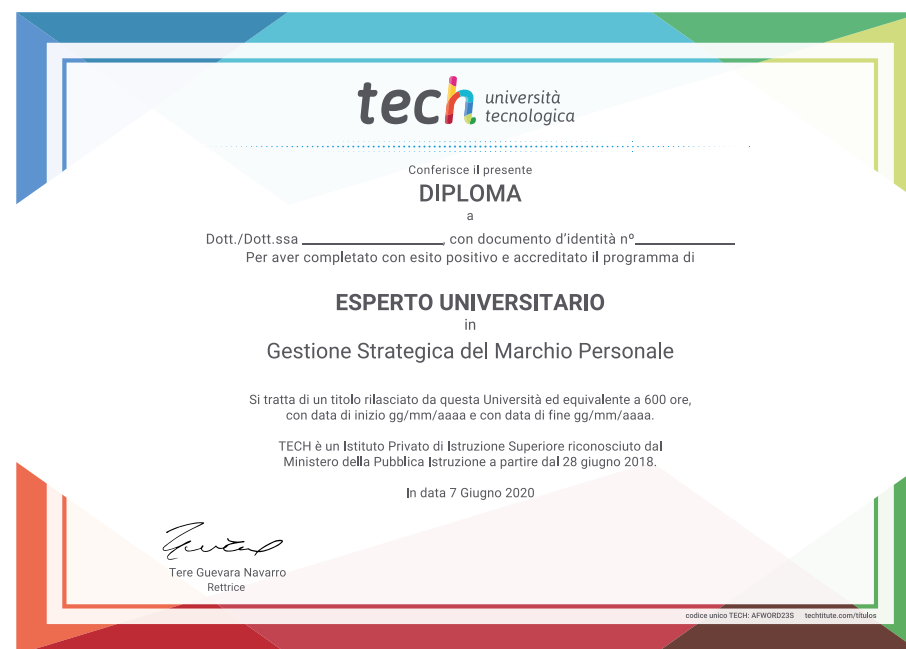 tech università
tecnologica
Conferisce il presente
DIPLOMA
a
Dott./Dott.ssa ____________________, con documento d'identità nº______________
Per aver completato con esito positivo e accreditato il programma di
ESPERTO UNIVERSITARIO
in
Gestione Strategica del Marchio Personale
Si tratta di un titolo rilasciato da questa Università ed equivalente a 600 ore,
con data di inizio gg/mm/aaaa e con data di fine gg/mm/aaaa.
TECH è un Istituto Privato di Istruzione Superiore riconosciuto dal
Ministero della Pubblica Istruzione a partire dal 28 giugno 2018.
In data 7 Giugno 2020
Tere Guevara Navarro
Rettrice
codice unico TECH: AFWORD23S techtitute.com/titulos